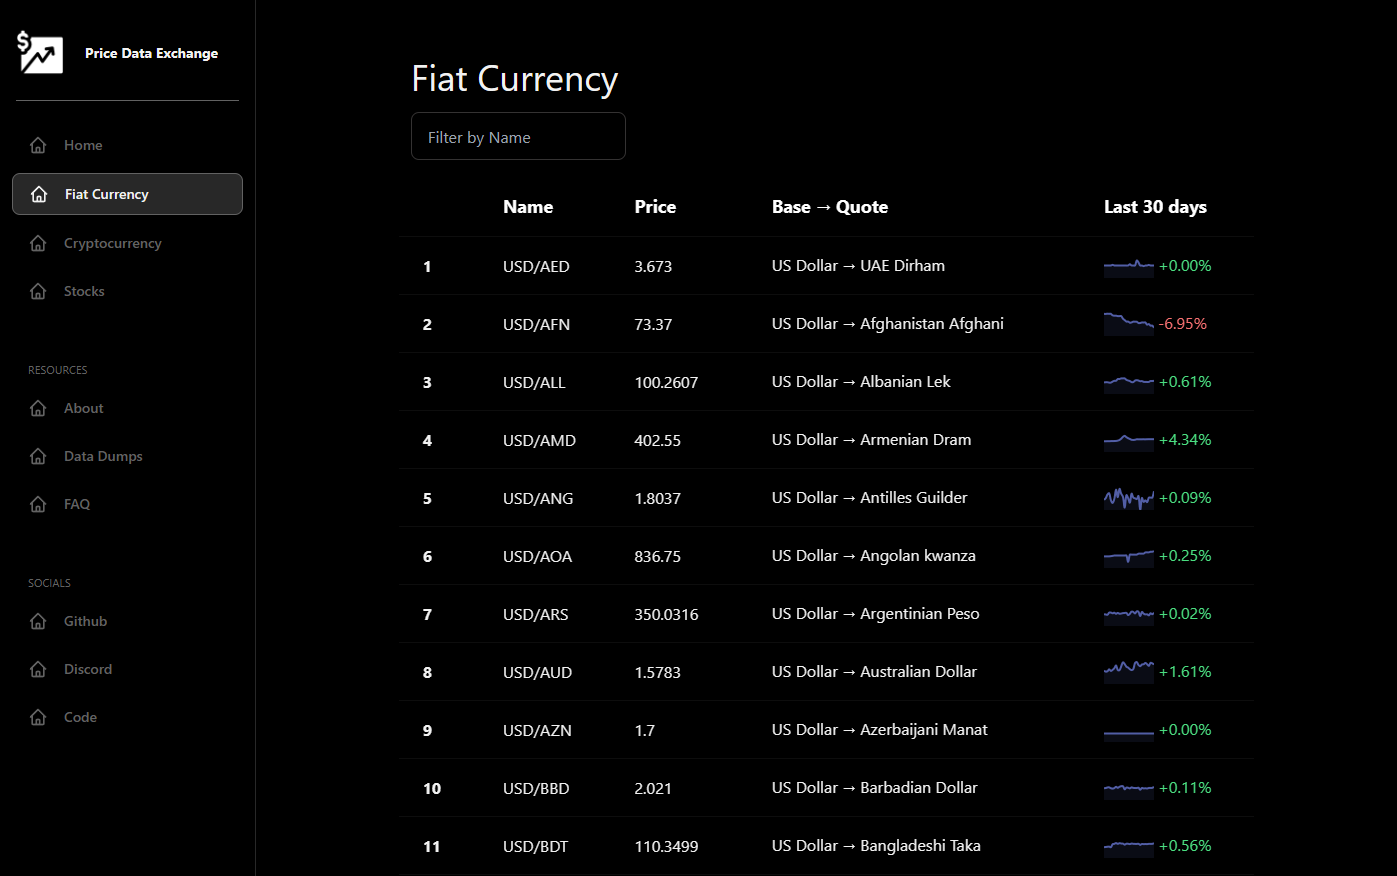 $
Price Data Exchange
Home
Fiat Currency
Cryptocurrency
Stocks
RESOURCES
About
Data Dumps
FAQ
SOCIALS
Github
Discord
Code
Fiat Currency
Filter by Name
Name Price Base → Quote Last 30 days
1 USD/AED 3.673 US Dollar → UAE Dirham +0.00%
2 USD/AFN 73.37 US Dollar → Afghanistan Afghani -6.95%
3 USD/ALL 100.2607 US Dollar → Albanian Lek +0.61%
4 USD/AMD 402.55 US Dollar → Armenian Dram +4.34%
5 USD/ANG 1.8037 US Dollar → Antilles Guilder +0.09%
6 USD/AOA 836.75 US Dollar → Angolan kwanza +0.25%
7 USD/ARS 350.0316 US Dollar → Argentinian Peso +0.02%
8 USD/AUD 1.5783 US Dollar → Australian Dollar +1.61%
9 USD/AZN 1.7 US Dollar → Azerbaijani Manat +0.00%
10 USD/BBD 2.021 US Dollar → Barbadian Dollar +0.11%
11 USD/BDT 110.3499 US Dollar → Bangladeshi Taka +0.56%